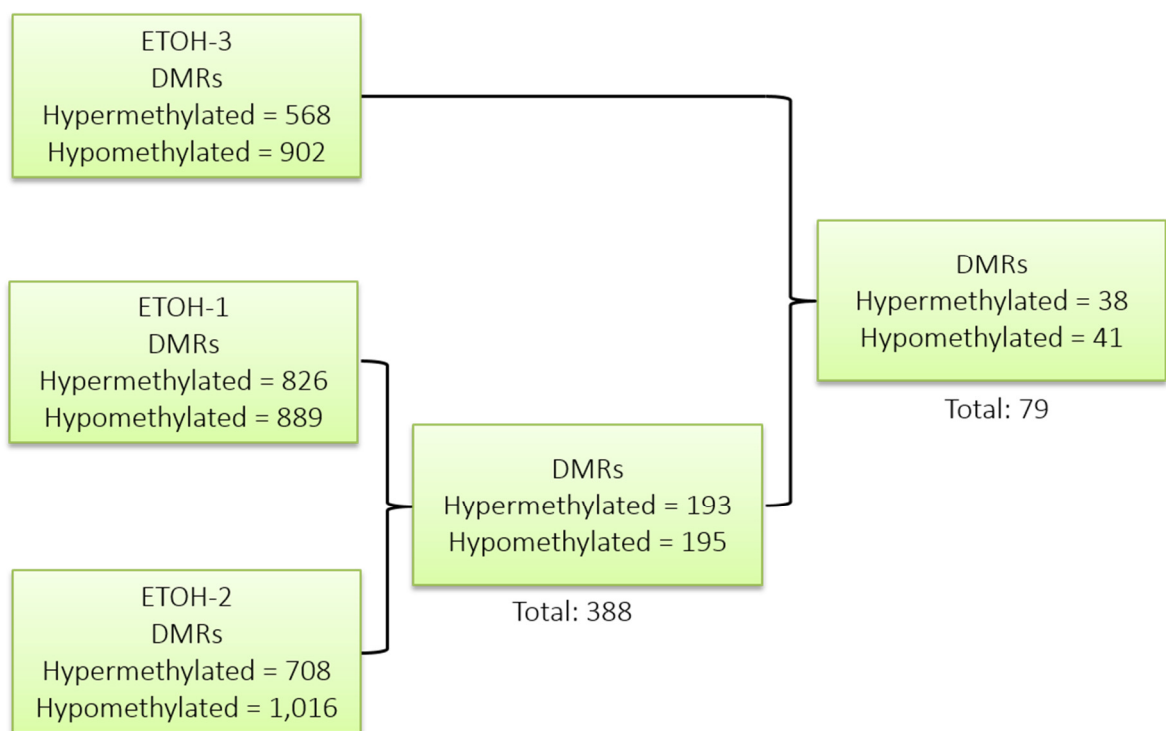 ETOH-3
DMRs
Hypermethylated = 568
Hypomethylated = 902
ETOH-1
DMRs
Hypermethylated = 826
Hypomethylated = 889
ETOH-2
DMRs
Hypermethylated = 708
Hypomethylated = 1,016
DMRs
Hypermethylated = 193
Hypomethylated = 195
Total: 388
DMRs
Hypermethylated = 38
Hypomethylated = 41
Total: 79